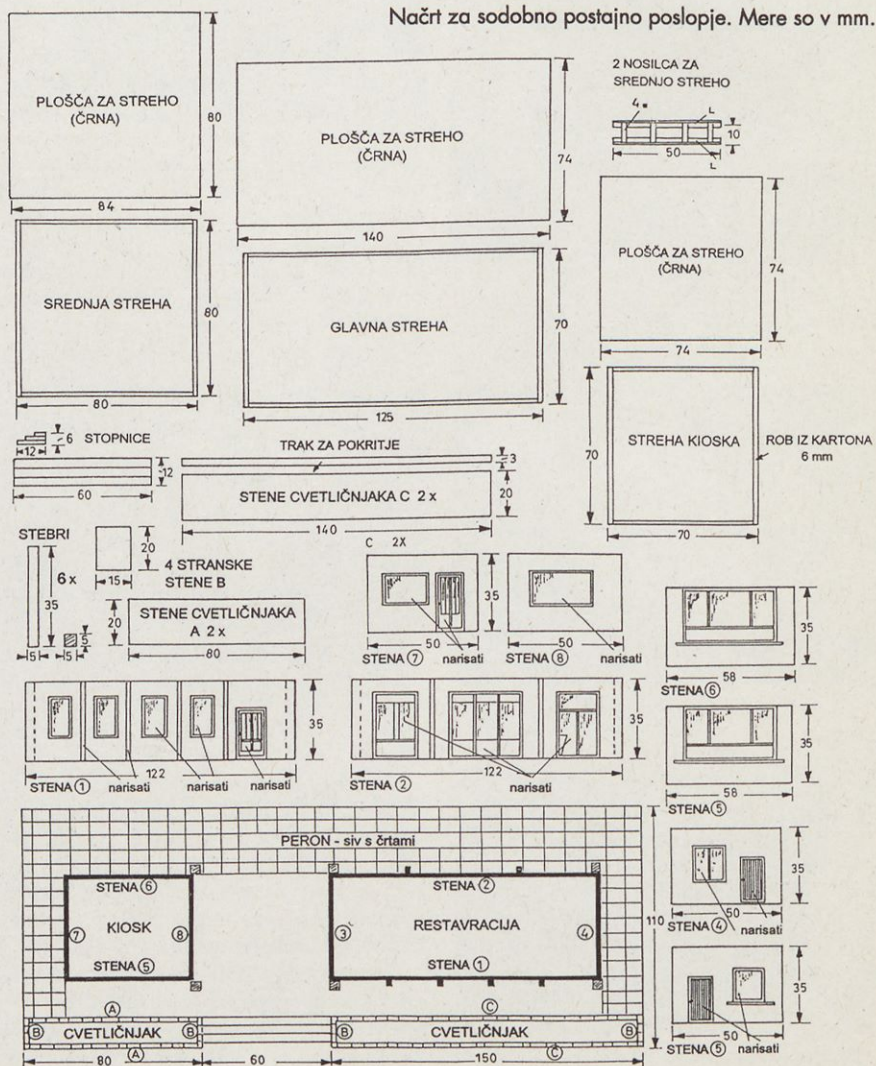 Načrt za sodobno postajno poslopje. Mere so v mm.
PLOŠČA ZA STREHO
(ČRNA)
80
84
PLOŠČA ZA STREHO
(ČRNA)
74
140
2 NOSILCA ZA
SREDNJO STREHO
4
L
10
50
L
PLOŠČA ZA STREHO
(ČRNA)
74
74
SREDNJA STREHA
80
80
GLAVNA STREHA
70
125
STREHA KIOSKA
70
70
ROB IZ KARTONA
6 mm
6
12
STOPNICE
12
60
TRAK ZA POKRITJE
3
STENE CVETLIČNJAKA C 2 x
20
140
STEBRI
6 x
35
5
5
5
20
15
4 STRANSKE
STENE B
STENE CVETLIČNJAKA
A 2 x
20
80
C 2X
35
50
STENA ⑦ narisati
50
STENA ⑧ narisati
35
58
STENA ⑥
35
122
STENA ① narisati narisati narisati
35
122
STENA ② narisati
35
58
STENA ⑤
PERON - siv s črtami
STENA ⑥
KIOSK
⑦
⑧
STENA ⑤
STENA ②
RESTAVRACIJA
③
④
STENA ①
110
Ⓐ
Ⓑ CVETLIČNJAK Ⓑ
Ⓐ
Ⓒ
Ⓑ CVETLIČNJAK Ⓑ
Ⓒ
80
60
150
35
50
STENA ④ narisati
35
50
STENA ⑤ narisati